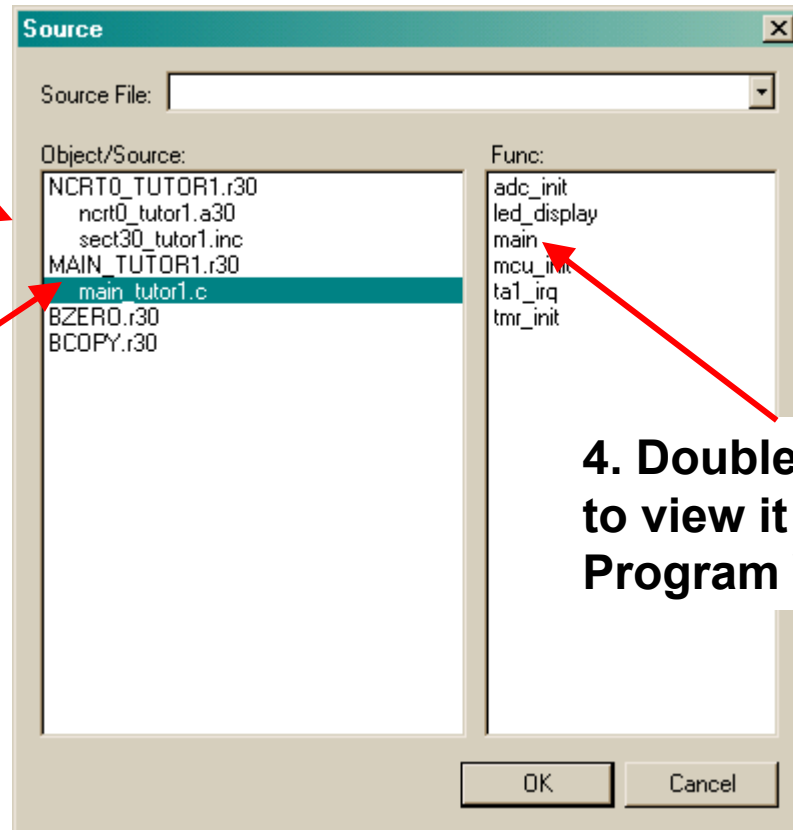 Source
Source File:
Object/Source:
NCRT0_TUTOR1.r30
ncrt0_tutor1.a30
sect30_tutor1.inc
MAIN_TUTOR1.r30
main_tutor1.c
BZERO.r30
BCOPY.r30
Func:
adc_init
led_display
main
mcu_init
ta1_irq
tmr_init
4. Double
to view it
Program
OK
Cancel